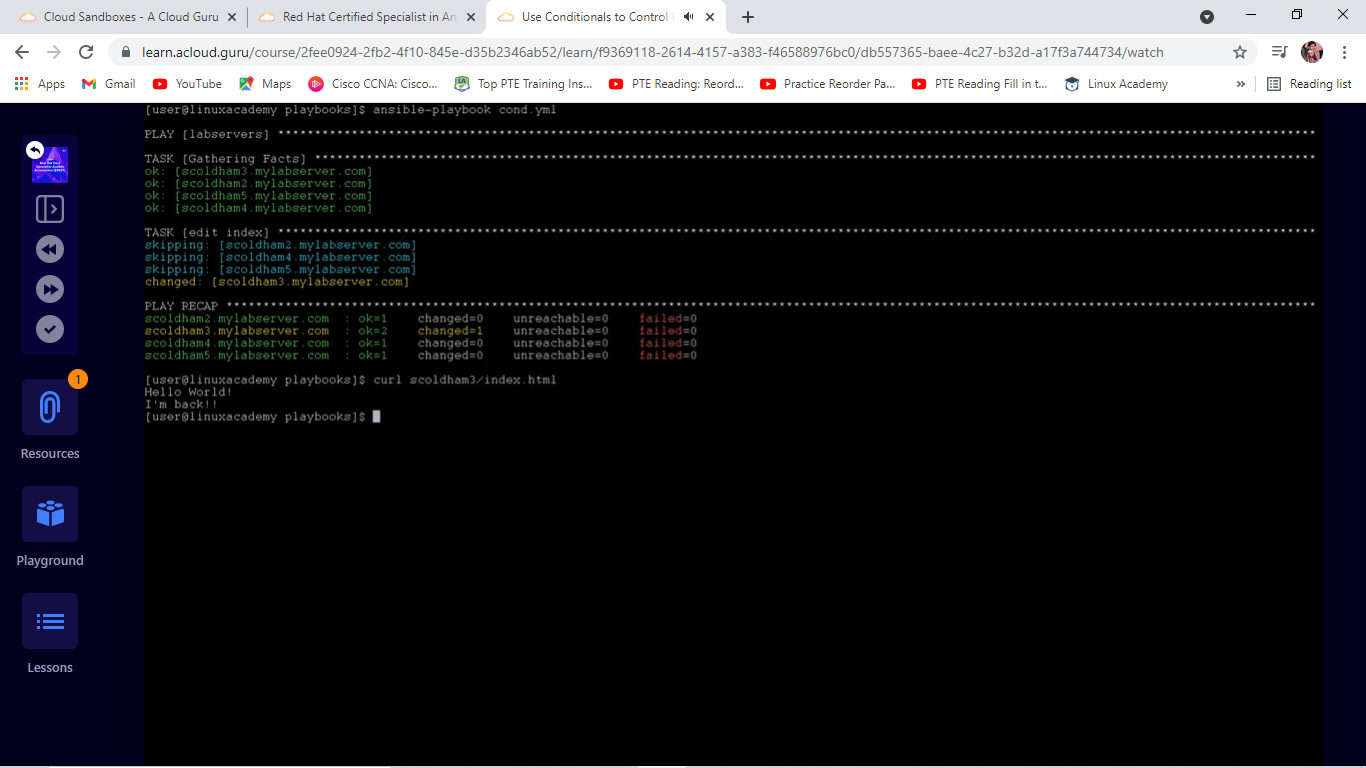 Cloud Sandboxes - A Cloud Guru
Red Hat Certified Specialist in An
Use Conditionals to Control
learn.acloud.guru/course/2fee0924-2fb2-4f10-845e-d35b2346ab52/learn/f9369118-2614-4157-a383-f46588976bc0/db557365-baee-4c27-b32d-a17f3a744734/watch
Apps Gmail YouTube Maps Cisco CCNA: Cisco... Top PTE Training Ins... PTE Reading: Reord... Practice Reorder Pa... PTE Reading Fill in t... Linux Academy » Reading list
[user@linuxacademy playbooks]$ ansible-playbook cond.yml
PLAY [labservers] ****************************************************************************************************************************************
TASK [Gathering Facts] ***********************************************************************************************************************************
ok: [scoldham3.mylabserver.com]
ok: [scoldham2.mylabserver.com]
ok: [scoldham5.mylabserver.com]
ok: [scoldham4.mylabserver.com]
TASK [edit index] ****************************************************************************************************************************************
skipping: [scoldham2.mylabserver.com]
skipping: [scoldham4.mylabserver.com]
skipping: [scoldham5.mylabserver.com]
changed: [scoldham3.mylabserver.com]
PLAY RECAP ***********************************************************************************************************************************************
scoldham2.mylabserver.com : ok=1 changed=0 unreachable=0 failed=0
scoldham3.mylabserver.com : ok=2 changed=1 unreachable=0 failed=0
scoldham4.mylabserver.com : ok=1 changed=0 unreachable=0 failed=0
scoldham5.mylabserver.com : ok=1 changed=0 unreachable=0 failed=0
[user@linuxacademy playbooks]$ curl scoldham3/index.html
Hello World!
I'm back!!
[user@linuxacademy playbooks]$
1
Resources
Playground
Lessons